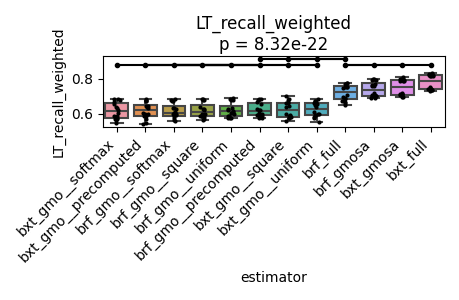 LT_recall_weighted
p = 8.32e-22
LT_recall_weighted
0.8
0.6
bxt_gmo__softmax
bxt_gmo__precomputed
brf_gmo__softmax
brf_gmo__square
brf_gmo__uniform
brf_gmo__precomputed
bxt_gmo__square
bxt_gmo__uniform
brf_full
brf_gmosa
bxt_gmosa
bxt_full
estimator